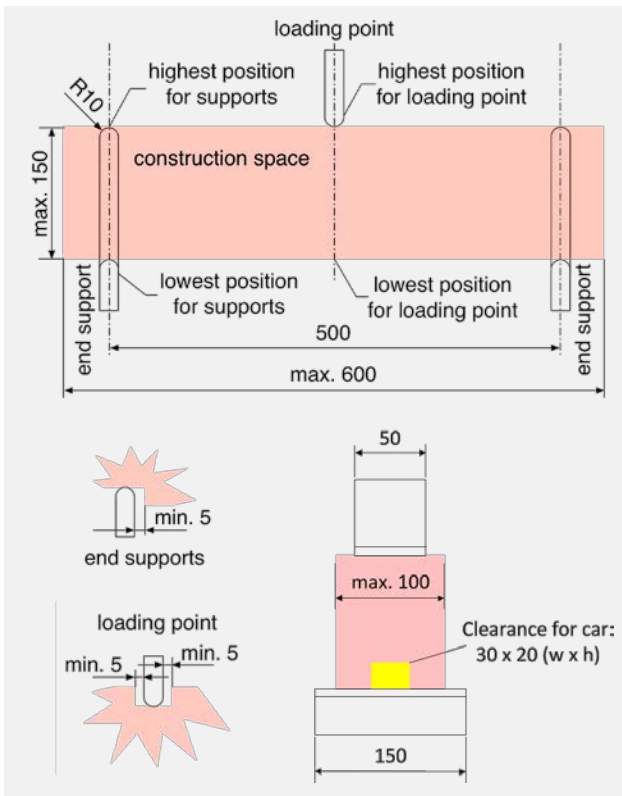 loading point
highest position
for supports
highest position
for loading point
R10
construction space
max. 150
lowest position
for supports
lowest position
for loading point
end support
end support
500
max. 600
50
min. 5
end supports
max. 100
loading point
min. 5
min. 5
Clearance for car:
30 x 20 (w x h)
150